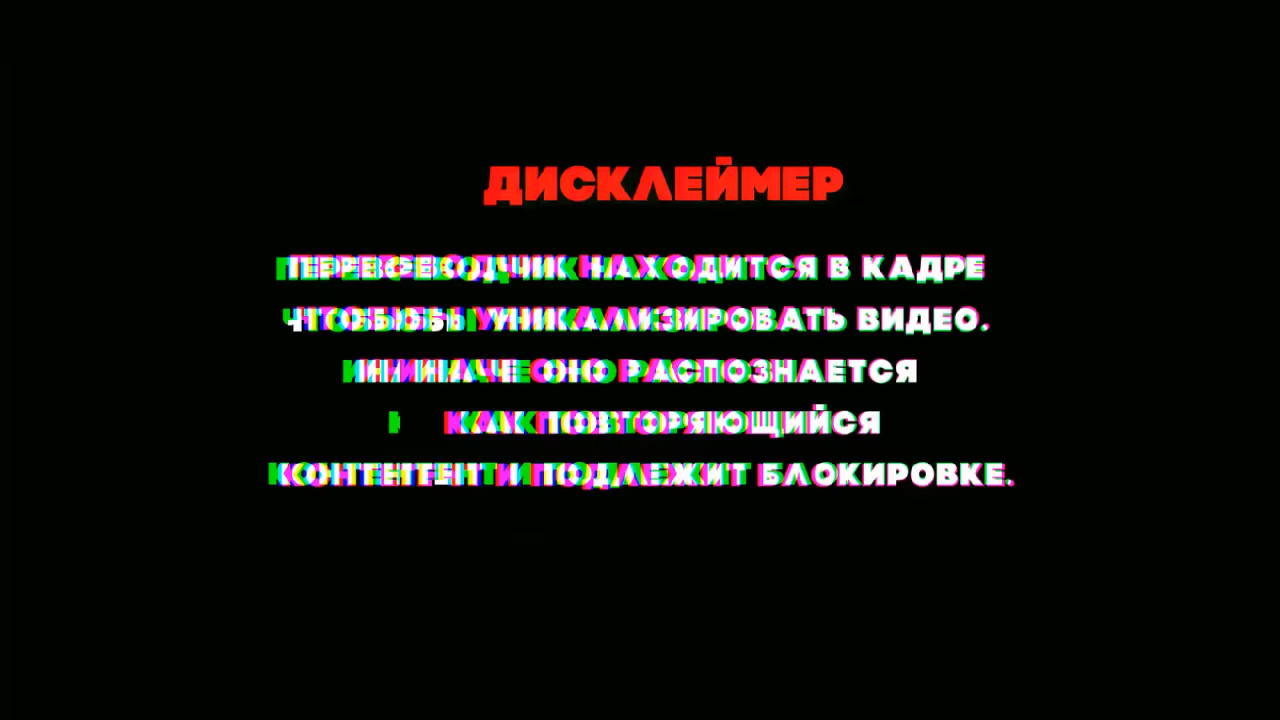 ДИСКЛЕЙМЕР
ПЕРЕВОДЧИК НАХОДИТСЯ В КАДРЕ
ЧТОБЫ УНИКАЛИЗИРОВАТЬ ВИДЕО.
ИНАЧЕ ОНО РАСПОЗНАЕТСЯ
КАК ПОВТОРЯЮЩИЙСЯ
КОНТЕНТ И ПОДЛЕЖИТ БЛОКИРОВКЕ.